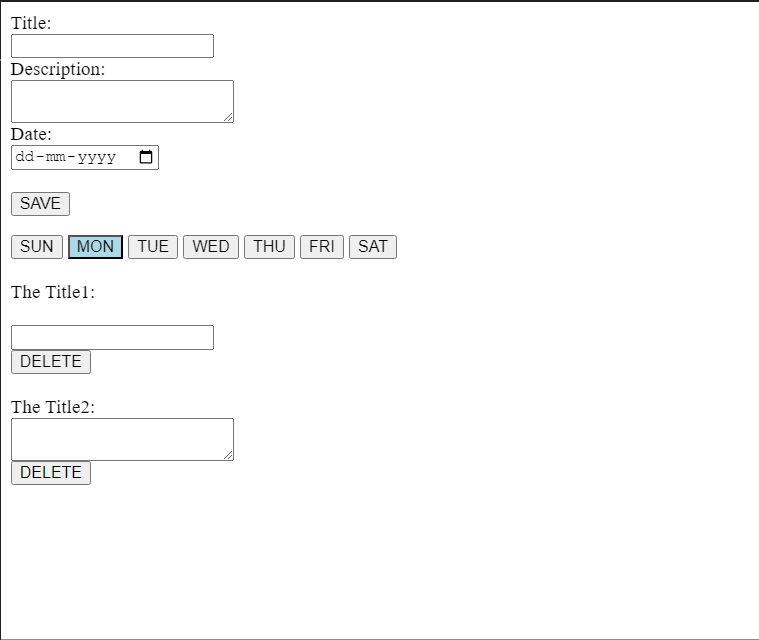 Title:
Description:
Date:
dd-mm-yyyy
SAVE
SUN MON TUE WED THU FRI SAT
The Title1:
DELETE
The Title2:
DELETE